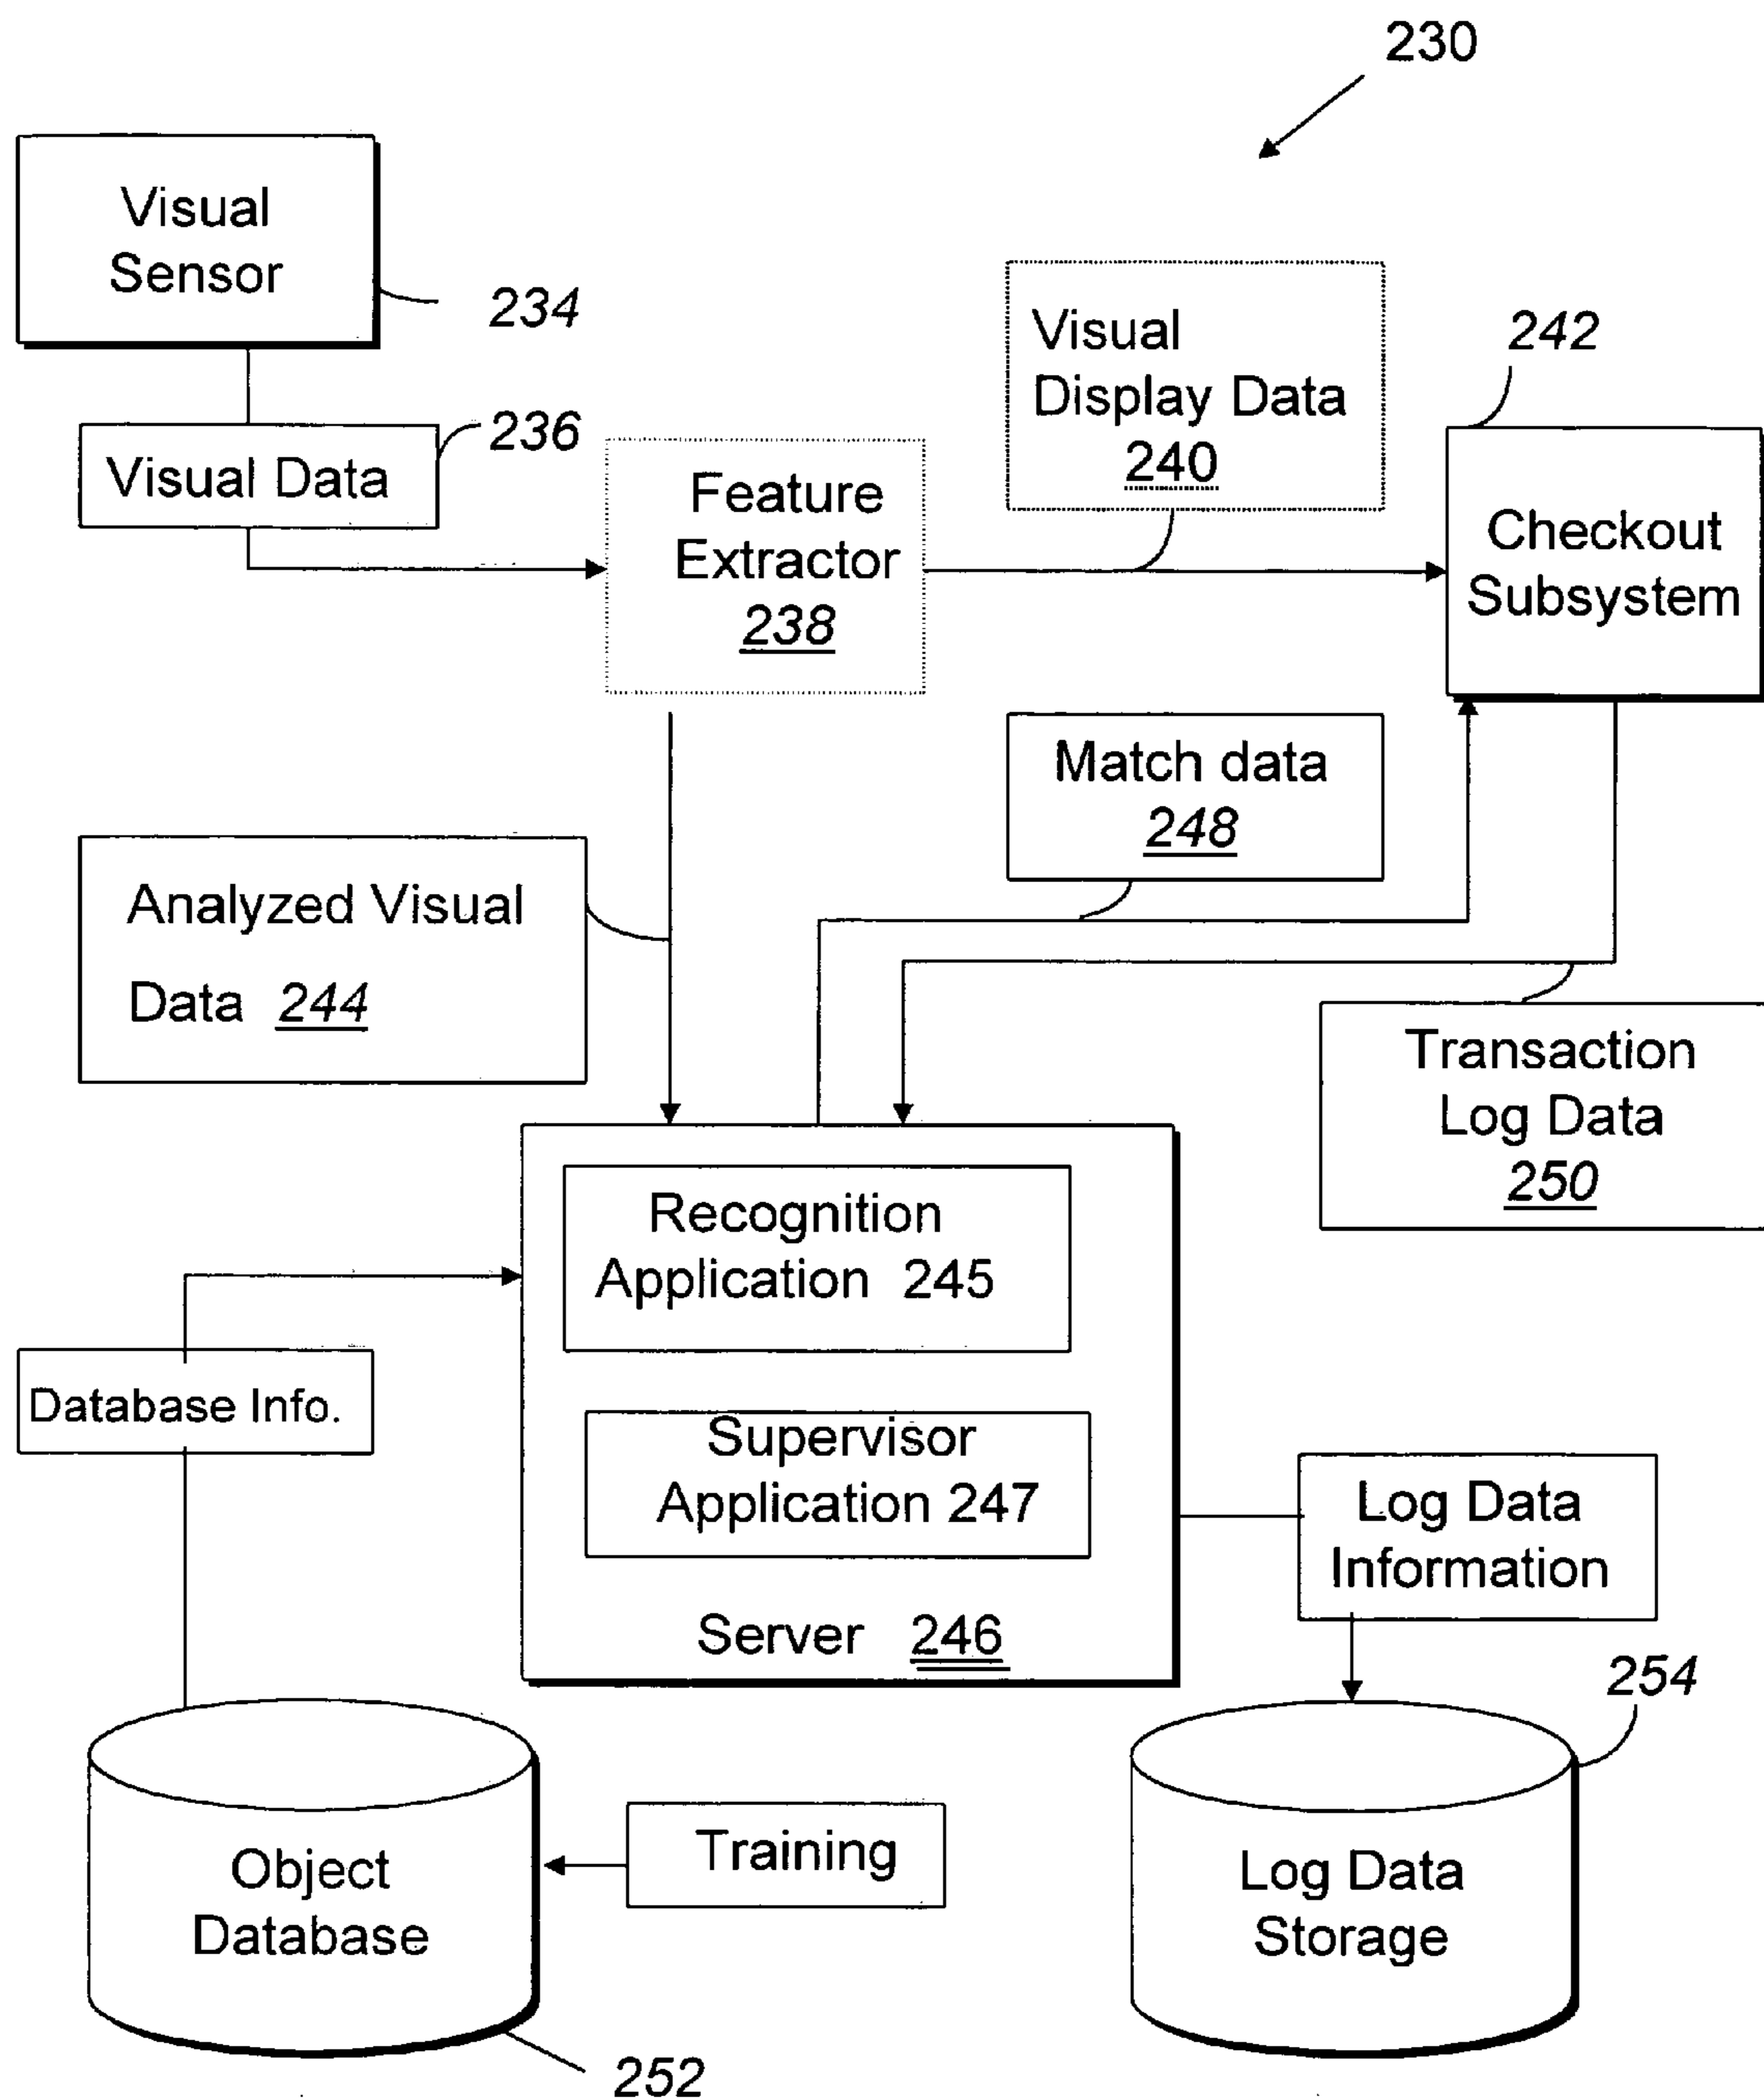 230
Visual
Sensor
234
236
Visual Data
Feature
Extractor
238
Visual
Display Data
240
242
Checkout
Subsystem
Match data
248
Analyzed Visual
Data 244
Transaction
Log Data
250
Recognition
Application 245
Database Info.
Supervisor
Application 247
Server 246
Log Data
Information
254
Object
Database
252
Training
Log Data
Storage